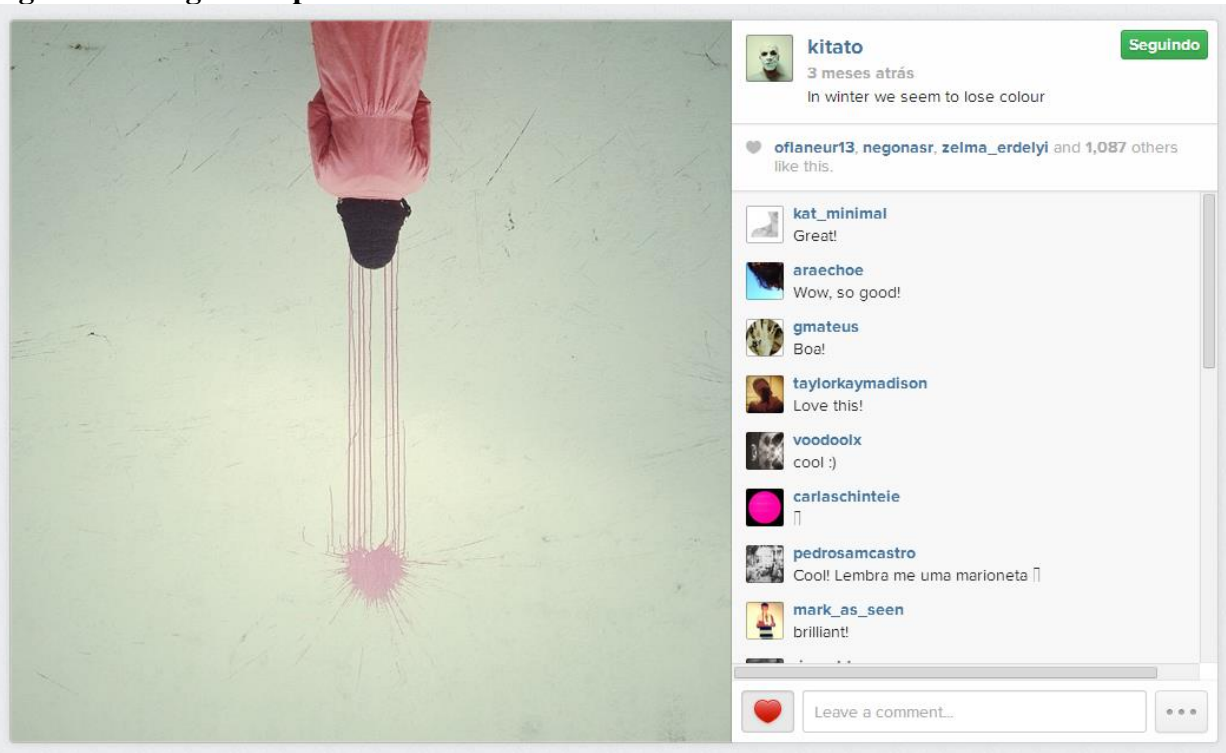 kitato
Seguindo
3 meses atrás
In winter we seem to lose colour
oflaneur13, negonasr, zelma_erdelyi and 1,087 others
like this.
kat_minimal
Great!
araechoe
Wow, so good!
gmateus
Boa!
taylorkaymadison
Love this!
voodoolx
cool :)
carlaschinteie
pedrosamcastro
Cool! Lembra me uma marioneta
mark_as_seen
brilliant!
Leave a comment...